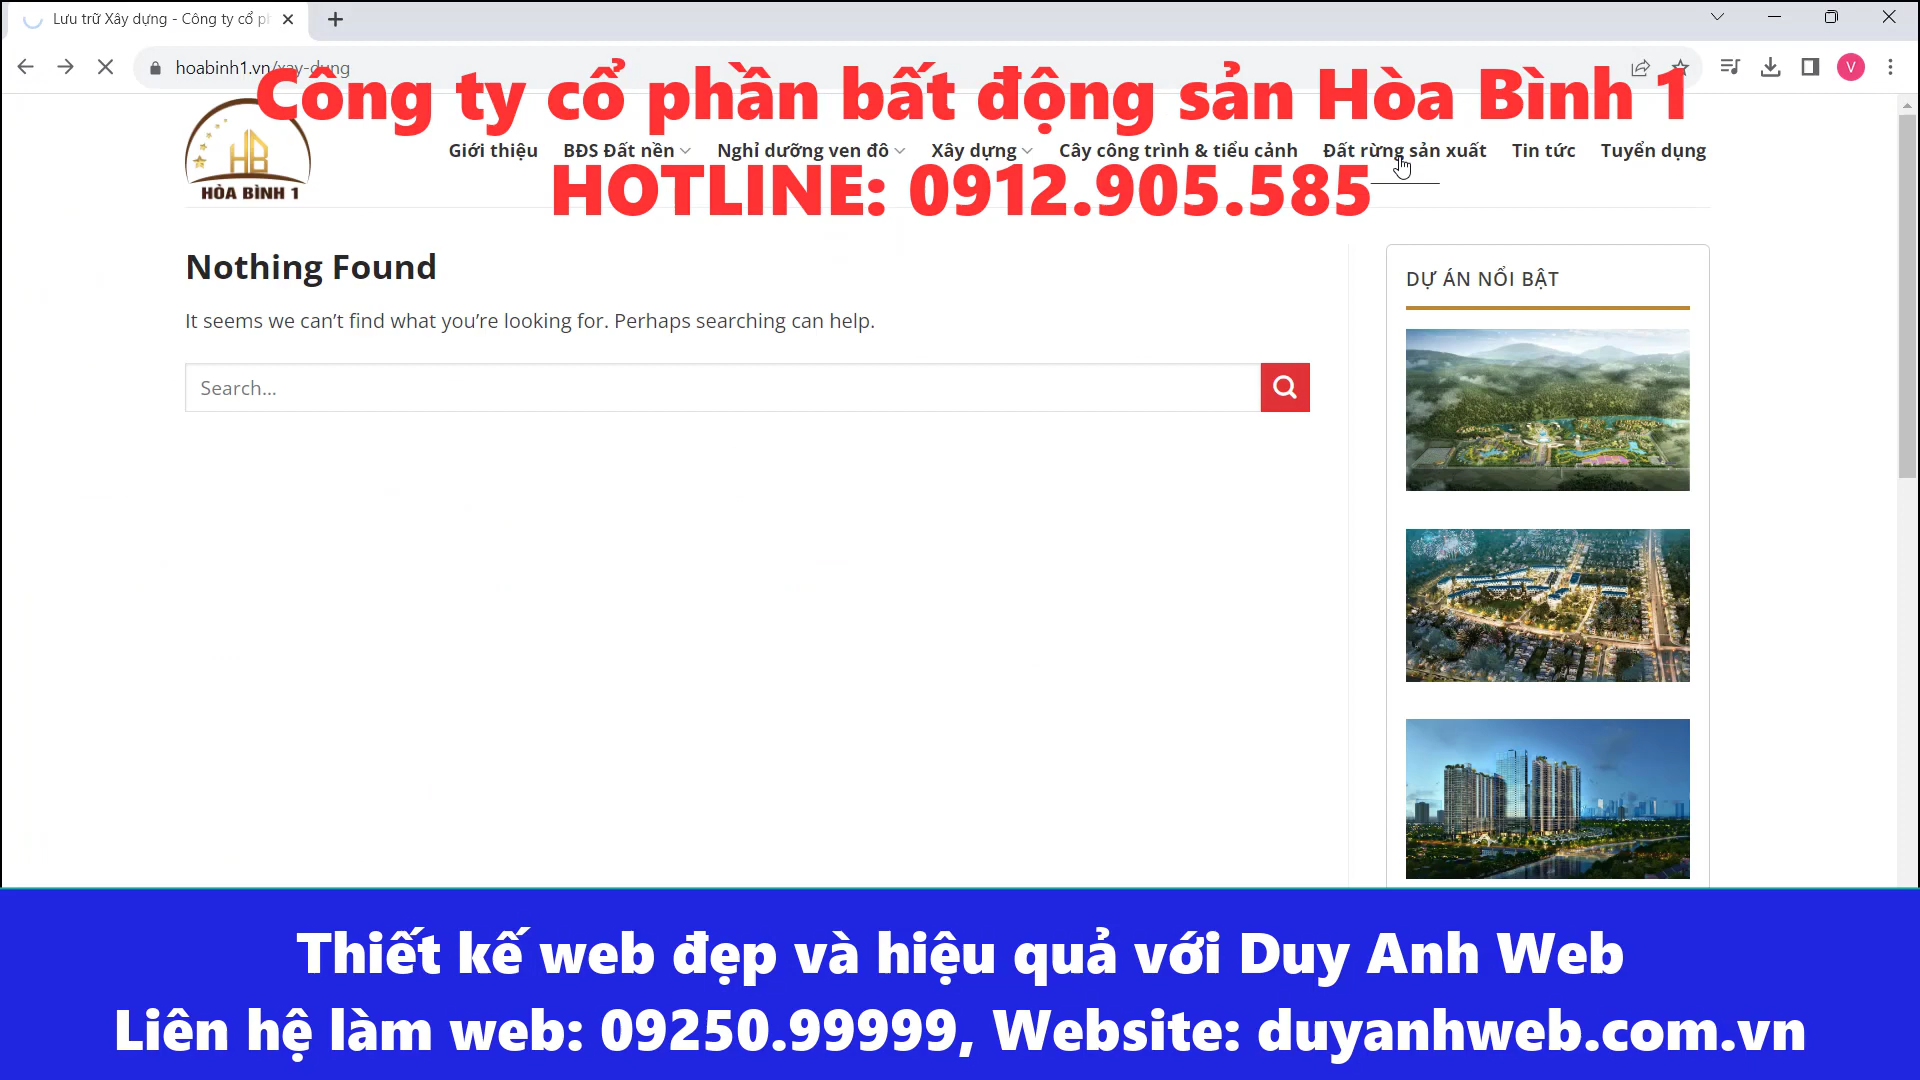 Lưu trữ Xây dựng - Công ty cổ ph
hoabinh1.vn/xay-dung
V
Công ty cổ phần bất động sản Hòa Bình 1
HB
HÒA BÌNH 1
Giới thiệu BĐS Đất nền Nghỉ dưỡng ven đô Xây dựng Cây công trình & tiểu cảnh Đất rừng sản xuất Tin tức Tuyển dụng
HOTLINE: 0912.905.585
Nothing Found
It seems we can’t find what you’re looking for. Perhaps searching can help.
Search...
DỰ ÁN NỔI BẬT
Thiết kế web đẹp và hiệu quả với Duy Anh Web
Liên hệ làm web: 09250.99999, Website: duyanhweb.com.vn